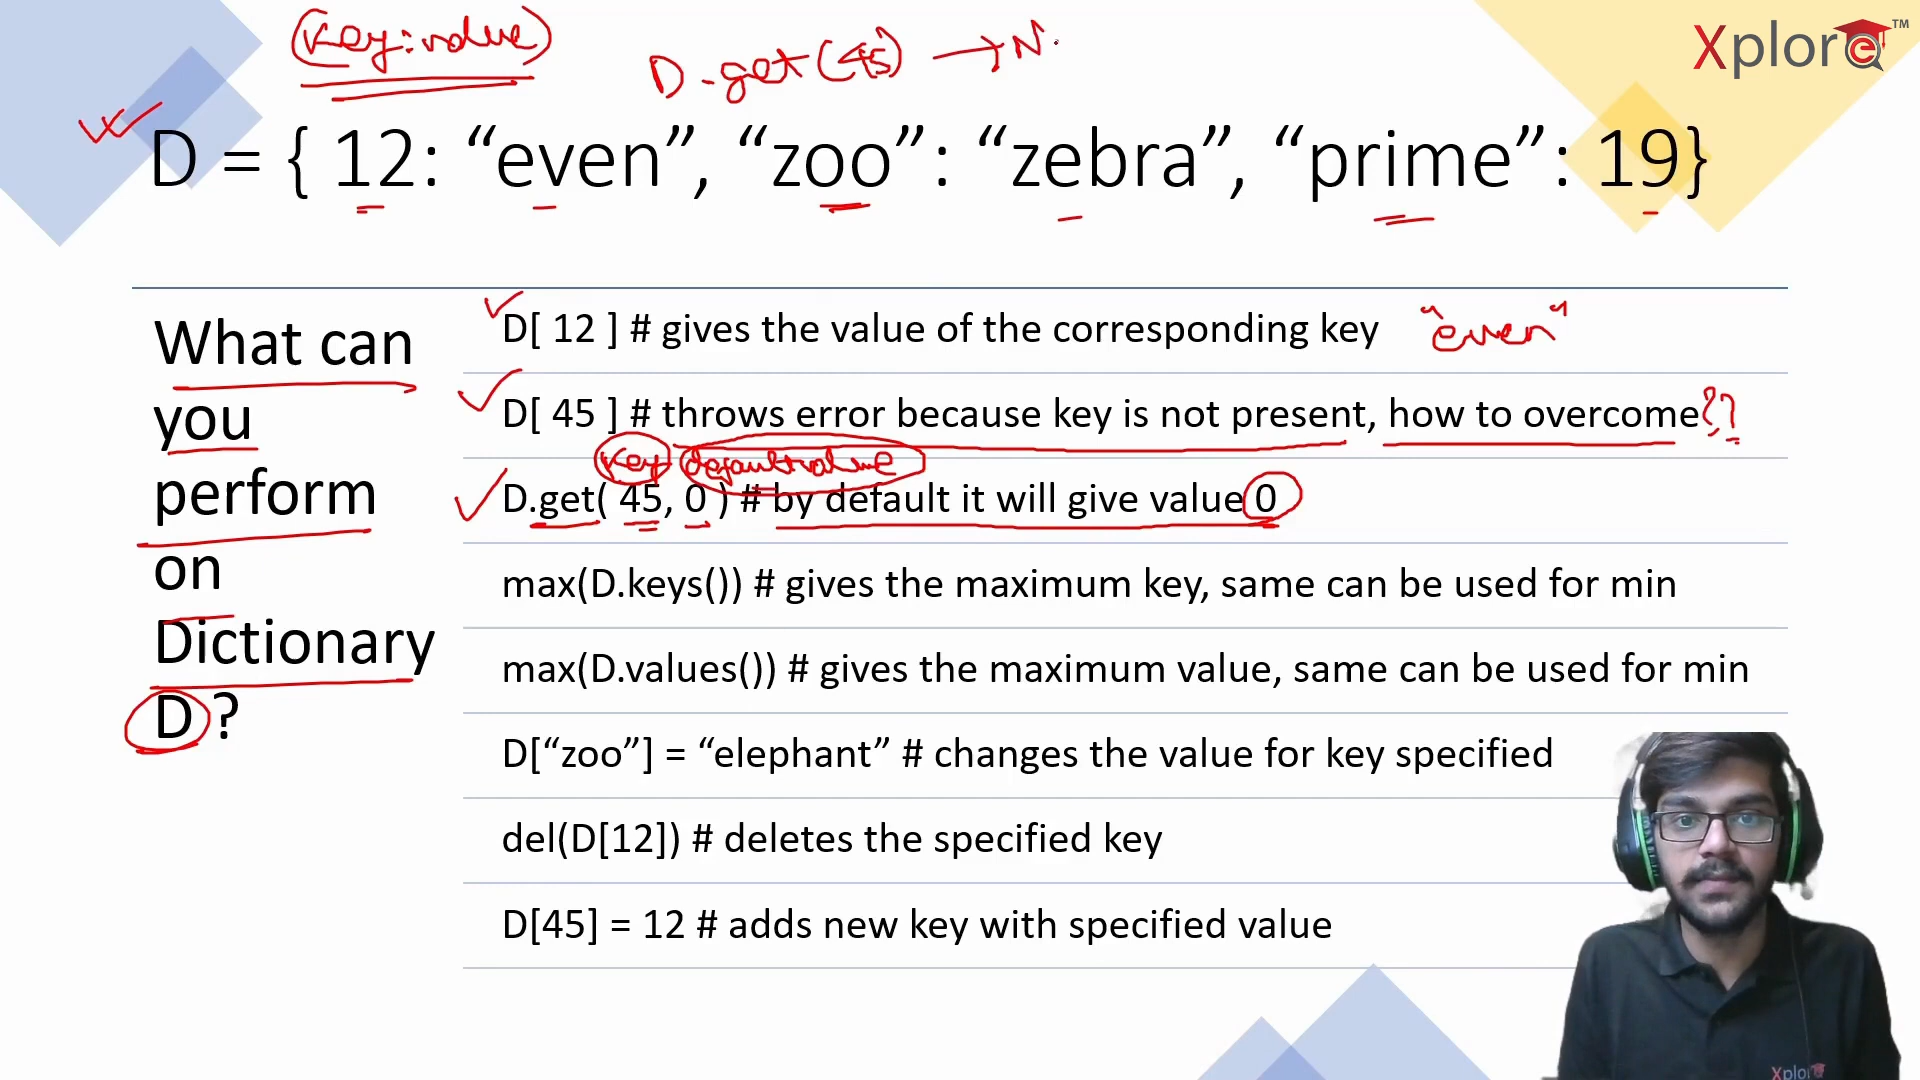 (Key:value)
D.get(45) → N
Xplore™
D = { 12: “even”, “zoo”: “zebra”, “prime”: 19}
What can
you
perform
on
Dictionary
D ?
D[ 12 ] # gives the value of the corresponding key "even"
D[ 45 ] # throws error because key is not present, how to overcome??
key defaultvalue
D.get( 45, 0 ) # by default it will give value 0
max(D.keys()) # gives the maximum key, same can be used for min
max(D.values()) # gives the maximum value, same can be used for min
D[“zoo”] = “elephant” # changes the value for key specified
del(D[12]) # deletes the specified key
D[45] = 12 # adds new key with specified value
Xplore